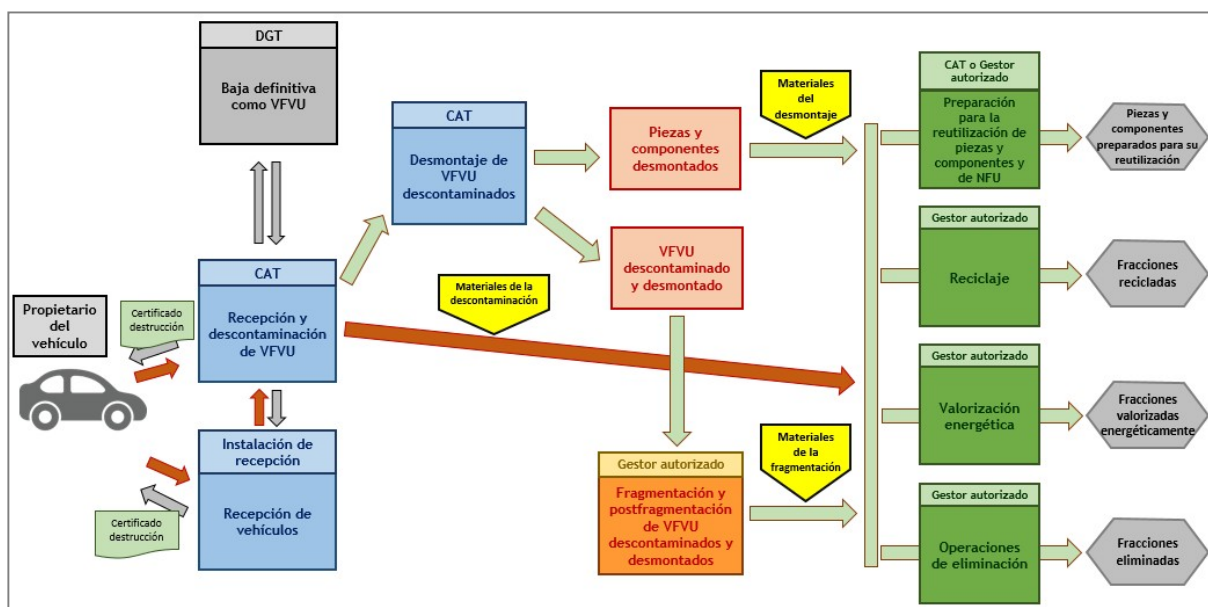 DGT
Baja definitiva
como VFVU
CAT
Desmontaje de
VFVU
descontaminados
Piezas y
componentes
desmontados
Materiales
del
desmontaje
CAT o Gestor
autorizado
Preparación
para la
reutilización de
piezas y
componentes y
de NFU
Piezas y
componentes
preparados para su
reutilización
Propietario
del
vehículo
Certificado
destrucción
CAT
Recepción y
descontaminación
de VFVU
Materiales de la
descontaminación
VFVU
descontaminado
y desmontado
Gestor autorizado
Reciclaje
Fracciones
recicladas
Gestor autorizado
Valorización
energética
Fracciones
valorizadas
energéticamente
Instalación de
recepción
Recepción de
vehículos
Certificado
destrucción
Gestor autorizado
Fragmentación y
postfragmentación
de VFVU
descontaminados y
desmontados
Materiales
de la
fragmentación
Gestor autorizado
Operaciones
de eliminación
Fracciones
eliminadas